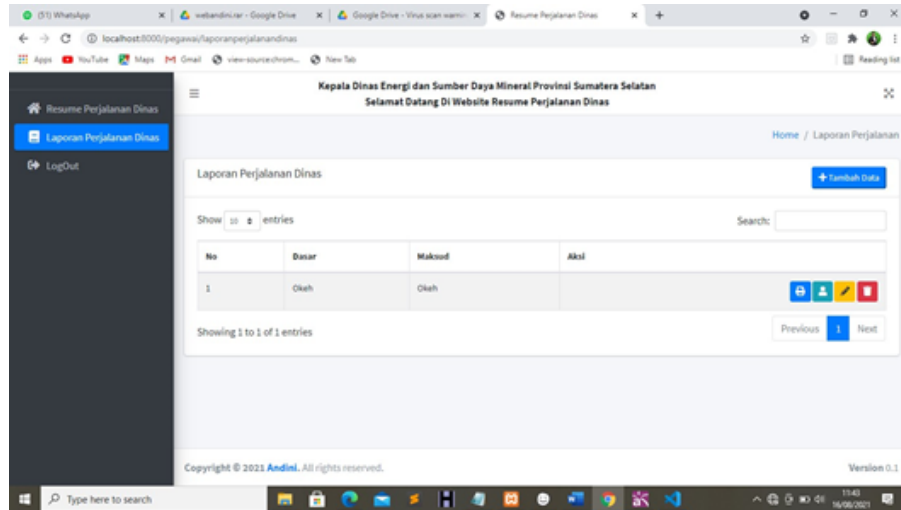 (51) WhatsApp
webandini.rar - Google Drive
Google Drive - Virus scan warnin
Resume Perjalanan Dinas
localhost:8000/pegawai/laporanperjalanandinas
Apps
YouTube
Maps
Gmail
view-source:chrom...
New Tab
Reading list
Kepala Dinas Energi dan Sumber Daya Mineral Provinsi Sumatera Selatan
Selamat Datang Di Website Resume Perjalanan Dinas
Resume Perjalanan Dinas
Laporan Perjalanan Dinas
LogOut
Home / Laporan Perjalanan
Laporan Perjalanan Dinas
+ Tambah Data
Show 10 entries
Search:
No Dasar Maksud Aksi
1 Okeh Okeh
Showing 1 to 1 of 1 entries
Previous 1 Next
Copyright © 2021 Andini. All rights reserved.
Version 0.1
Type here to search
11:43
16/08/2021